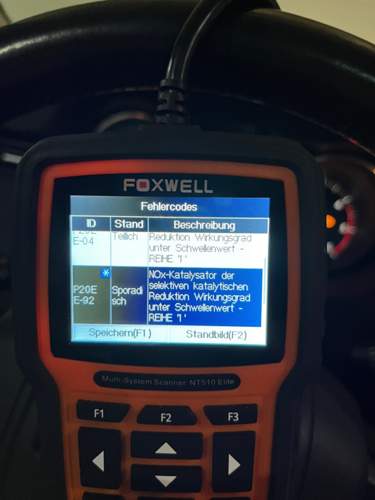 FOXWELL
Fehlercodes
ID Stand Beschreibung
P20E Teilich Reduktion Wirkungsgrad
E-04 unter Schwellenwert -
REIHE "1"
* NOx-Katalysator der
P20E Sporadi selektiven katalytischen
E-92 sch Reduktion Wirkungsgrad
unter Schwellenwert -
REIHE "1"
Speichern(F1) Standbild(F2)
Multi-System Scanner NT510 Elite
F1 F2 F3